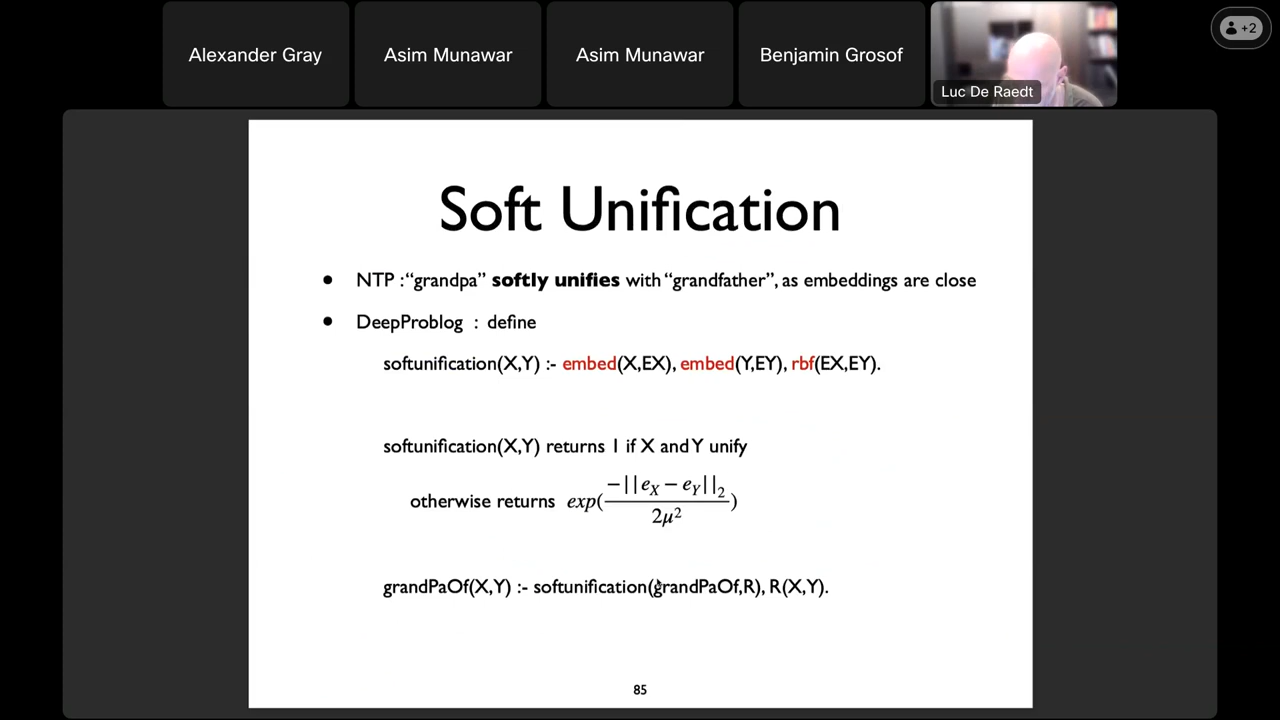 Alexander Gray
Asim Munawar
Asim Munawar
Benjamin Grosof
Luc De Raedt
+2
Soft Unification
• NTP :“grandpa” softly unifies with “grandfather”, as embeddings are close
• DeepProblog : define
softunification(X,Y) :- embed(X,EX), embed(Y,EY), rbf(EX,EY).
softunification(X,Y) returns 1 if X and Y unify
otherwise returns exp(−||e_X − e_Y||_2 / 2μ²)
grandPaOf(X,Y) :- softunification(grandPaOf,R), R(X,Y).
85